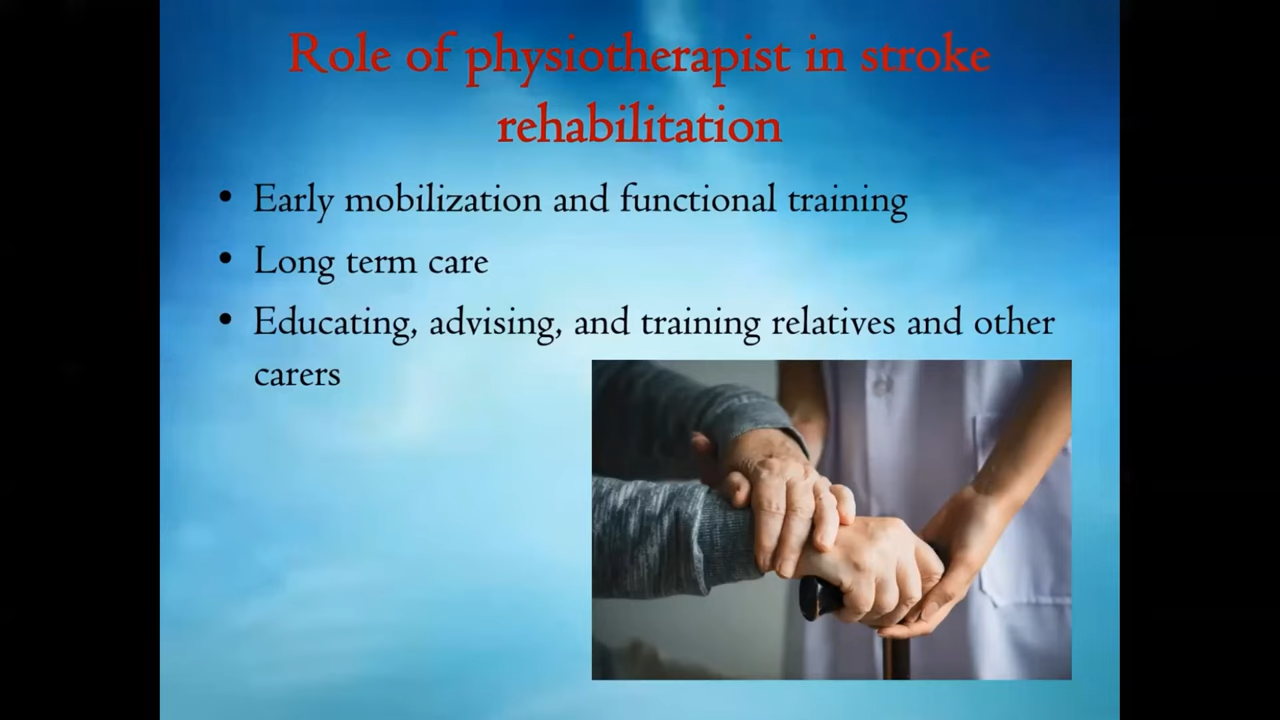 Role of physiotherapist in stroke
rehabilitation
• Early mobilization and functional training
• Long term care
• Educating, advising, and training relatives and other
carers